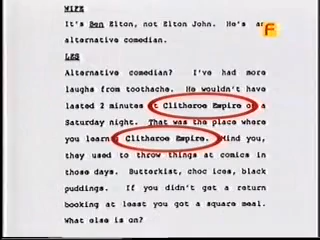 WIFE
It's Ben Elton, not Elton John. He's an
alternative comedian.
LES
Alternative comedian? I've had more
laughs from toothache. He wouldn't have
lasted 2 minutes at Clitheroe Empire on a
Saturday night. That was the place where
you learn Clitheroe Empire. Mind you,
they used to throw things at comics in
those days. Butterkist, choc ices, black
puddings. If you didn't get a return
booking at least you got a square meal.
What else is on?
F